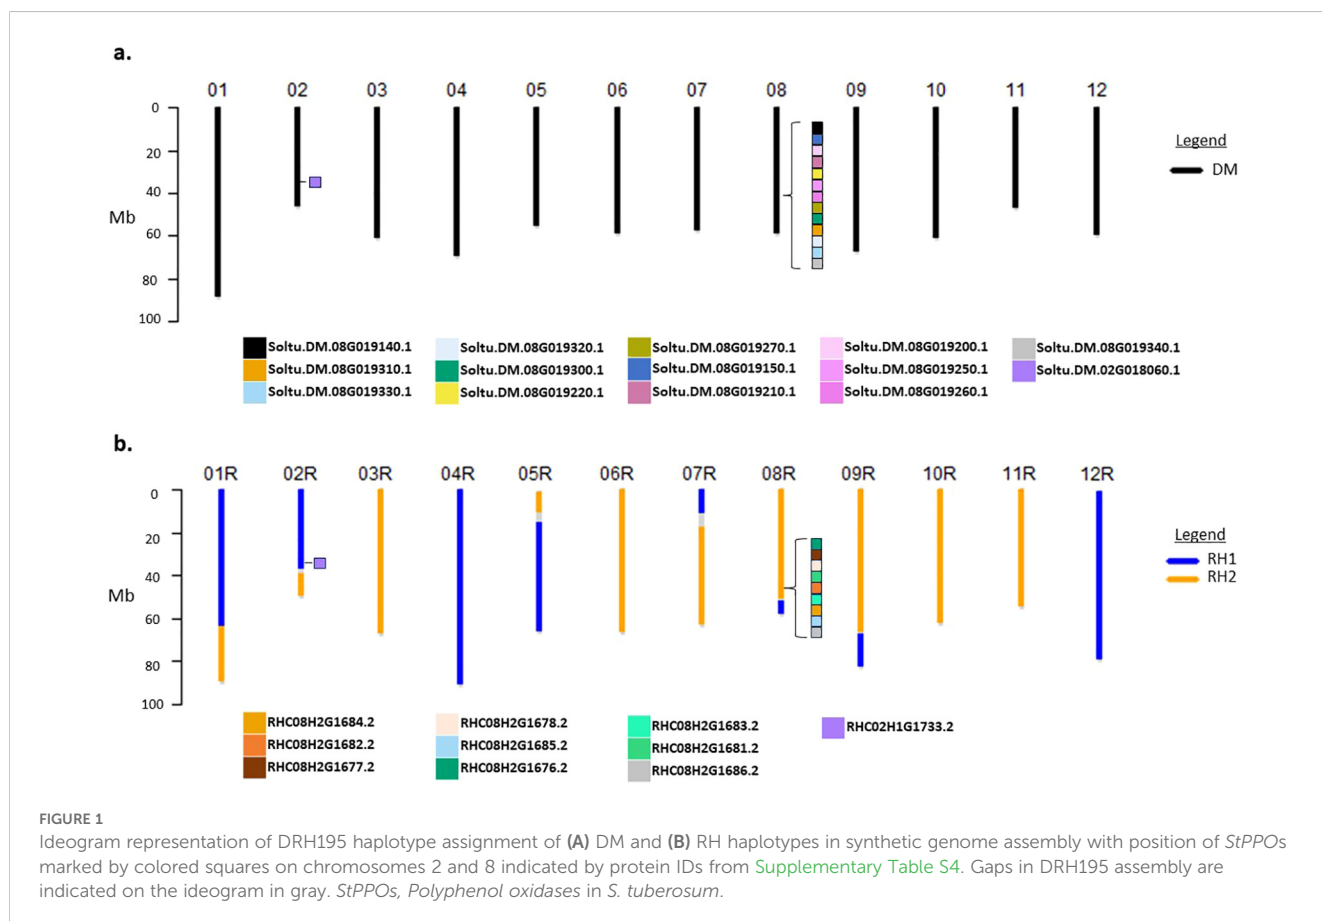 a.
01 02 03 04 05 06 07 08 09 10 11 12
0
20
40
Mb
60
80
100
Legend
DM
Soltu.DM.08G019140.1 Soltu.DM.08G019320.1 Soltu.DM.08G019270.1 Soltu.DM.08G019200.1 Soltu.DM.08G019340.1
Soltu.DM.08G019310.1 Soltu.DM.08G019300.1 Soltu.DM.08G019150.1 Soltu.DM.08G019250.1 Soltu.DM.02G018060.1
Soltu.DM.08G019330.1 Soltu.DM.08G019220.1 Soltu.DM.08G019210.1 Soltu.DM.08G019260.1
b.
01R 02R 03R 04R 05R 06R 07R 08R 09R 10R 11R 12R
0
20
40
Mb
60
80
100
Legend
RH1
RH2
RHC08H2G1684.2 RHC08H2G1678.2 RHC08H2G1683.2 RHC02H1G1733.2
RHC08H2G1682.2 RHC08H2G1685.2 RHC08H2G1681.2
RHC08H2G1677.2 RHC08H2G1676.2 RHC08H2G1686.2
FIGURE 1
Ideogram representation of DRH195 haplotype assignment of (A) DM and (B) RH haplotypes in synthetic genome assembly with position of StPPOs
marked by colored squares on chromosomes 2 and 8 indicated by protein IDs from Supplementary Table S4. Gaps in DRH195 assembly are
indicated on the ideogram in gray. StPPOs, Polyphenol oxidases in S. tuberosum.